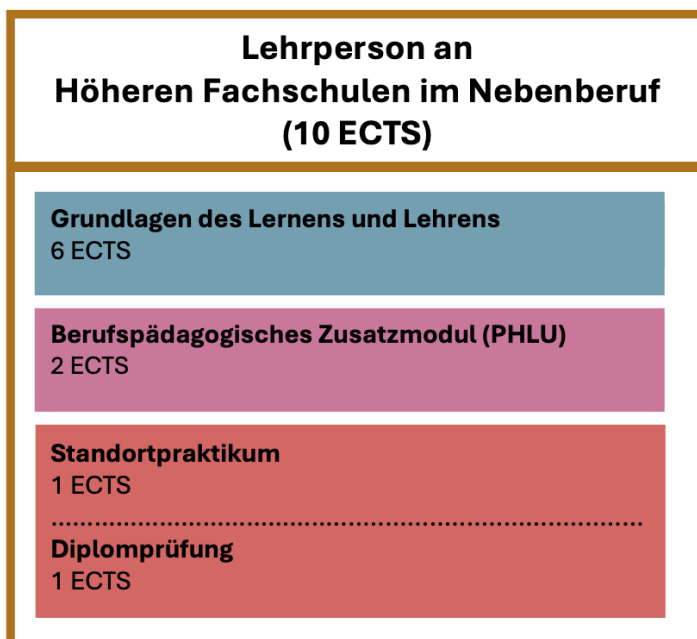 Lehrperson an
Höheren Fachschulen im Nebenberuf
(10 ECTS)
Grundlagen des Lernens und Lehrens
6 ECTS
Berufspädagogisches Zusatzmodul (PHLU)
2 ECTS
Standortpraktikum
1 ECTS
Diplomprüfung
1 ECTS